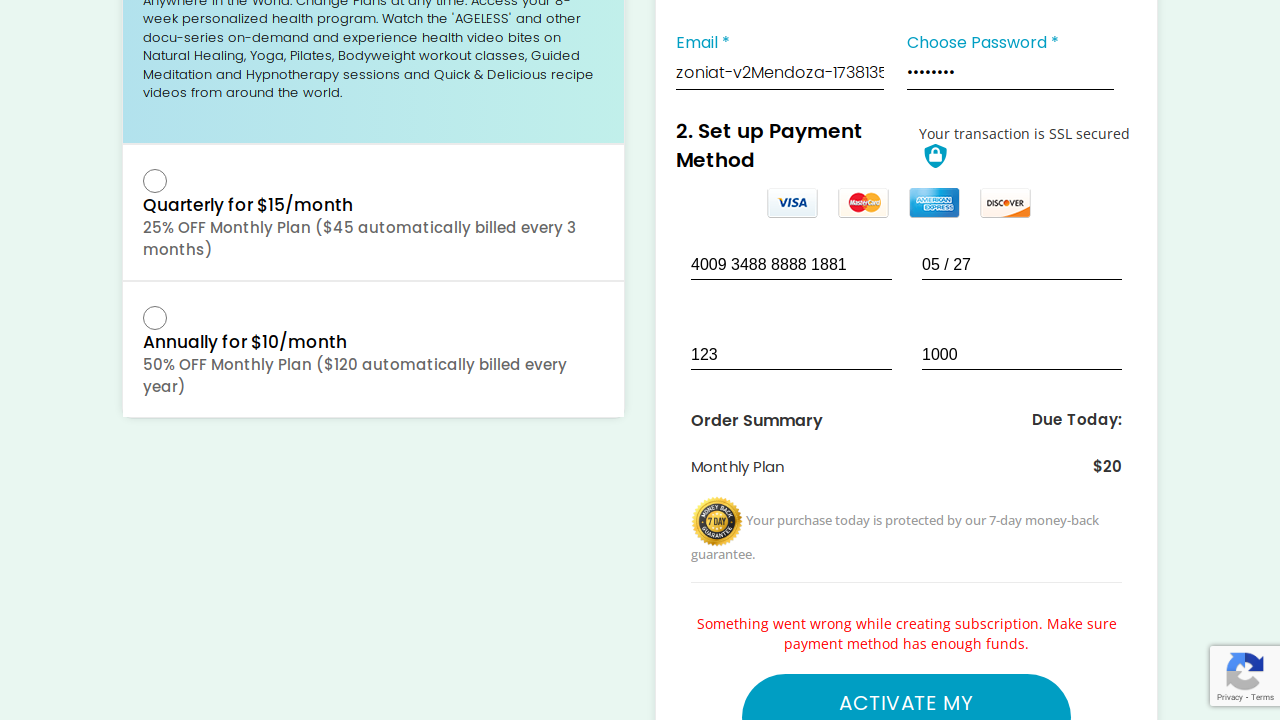 Anywhere in the World. Change Plans at any time. Access your 8-
week personalized health program. Watch the 'AGELESS' and other
docu-series on-demand and experience health video bites on
Natural Healing, Yoga, Pilates, Bodyweight workout classes, Guided
Meditation and Hypnotherapy sessions and Quick & Delicious recipe
videos from around the world.
Quarterly for $15/month
25% OFF Monthly Plan ($45 automatically billed every 3
months)
Annually for $10/month
50% OFF Monthly Plan ($120 automatically billed every
year)
Email *
Choose Password *
zoniat-v2Mendoza-1738135
••••••••
2. Set up Payment
Method
Your transaction is SSL secured
VISA
MasterCard
AMERICAN EXPRESS
DISCOVER
4009 3488 8888 1881
05 / 27
123
1000
Order Summary
Due Today:
Monthly Plan
$20
MONEY BACK
7 DAY
GUARANTEE
Your purchase today is protected by our 7-day money-back
guarantee.
Something went wrong while creating subscription. Make sure
payment method has enough funds.
ACTIVATE MY
Privacy - Terms